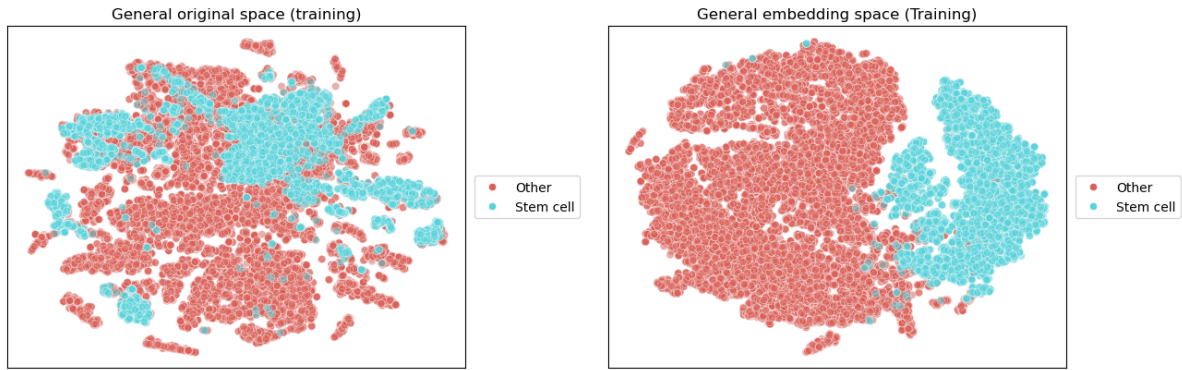 General original space (training)
Other
Stem cell
General embedding space (Training)
Other
Stem cell